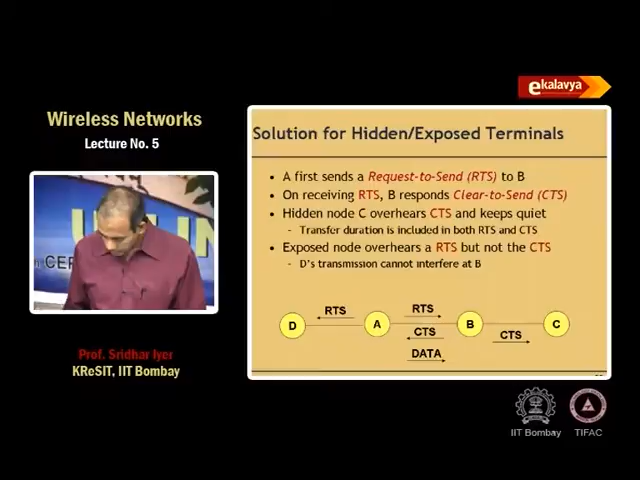 ekalavya
Wireless Networks
Lecture No. 5
Solution for Hidden/Exposed Terminals
• A first sends a Request-to-Send (RTS) to B
• On receiving RTS, B responds Clear-to-Send (CTS)
• Hidden node C overhears CTS and keeps quiet
– Transfer duration is included in both RTS and CTS
• Exposed node overhears a RTS but not the CTS
– D's transmission cannot interfere at B
RTS RTS
D A B C
CTS CTS
DATA
CER
Prof. Sridhar Iyer
KReSIT, IIT Bombay
IIT Bombay TIFAC